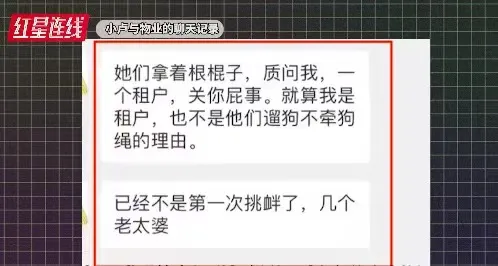 红星连线
小卢与物业的聊天记录
她们拿着根棍子，质问我，一
个租户，关你屁事。就算我是
租户，也不是他们遛狗不牵狗
绳的理由。
已经不是第一次挑衅了，几个
老太婆